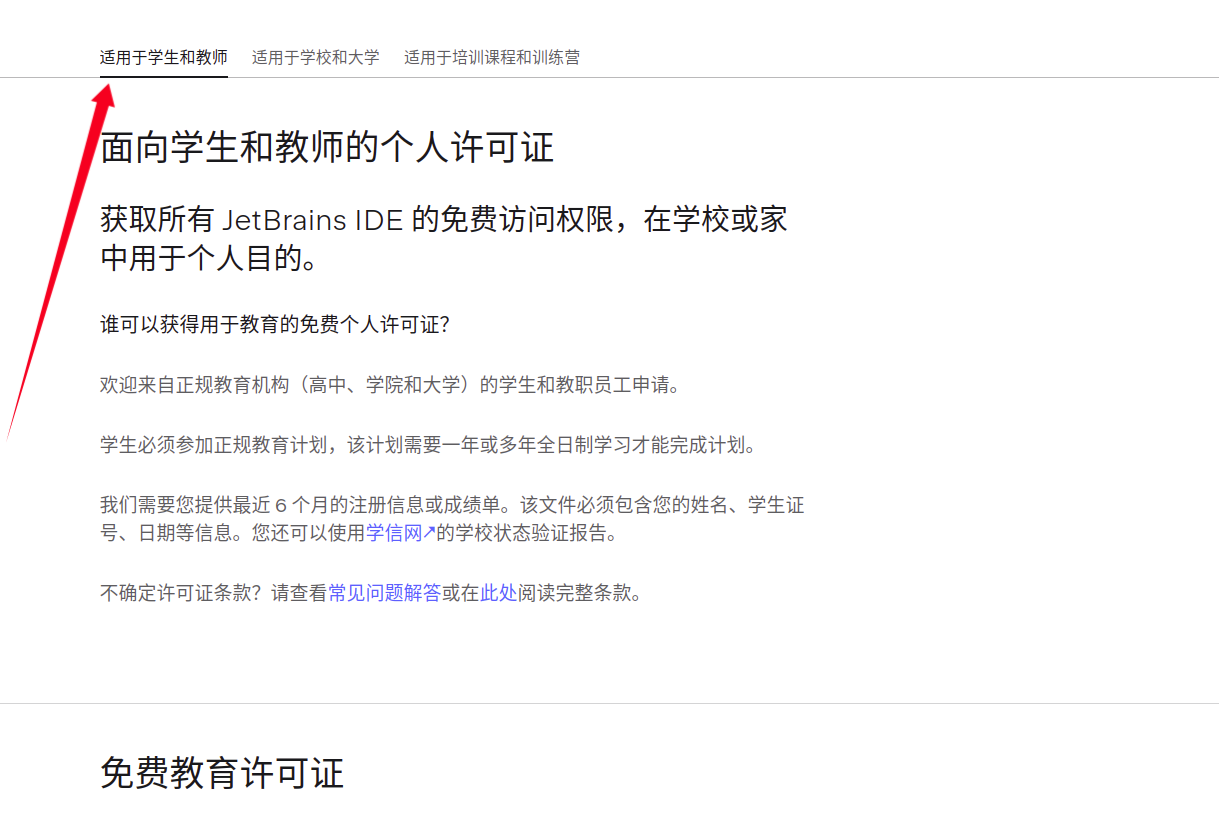 适用于学生和教师 适用于学校和大学 适用于培训课程和训练营
面向学生和教师的个人许可证
获取所有 JetBrains IDE 的免费访问权限，在学校或家
中用于个人目的。
谁可以获得用于教育的免费个人许可证？
欢迎来自正规教育机构（高中、学院和大学）的学生和教职员工申请。
学生必须参加正规教育计划，该计划需要一年或多年全日制学习才能完成计划。
我们需要您提供最近 6 个月的注册信息或成绩单。该文件必须包含您的姓名、学生证
号、日期等信息。您还可以使用学信网↗的学校状态验证报告。
不确定许可证条款？请查看常见问题解答或在此处阅读完整条款。
免费教育许可证